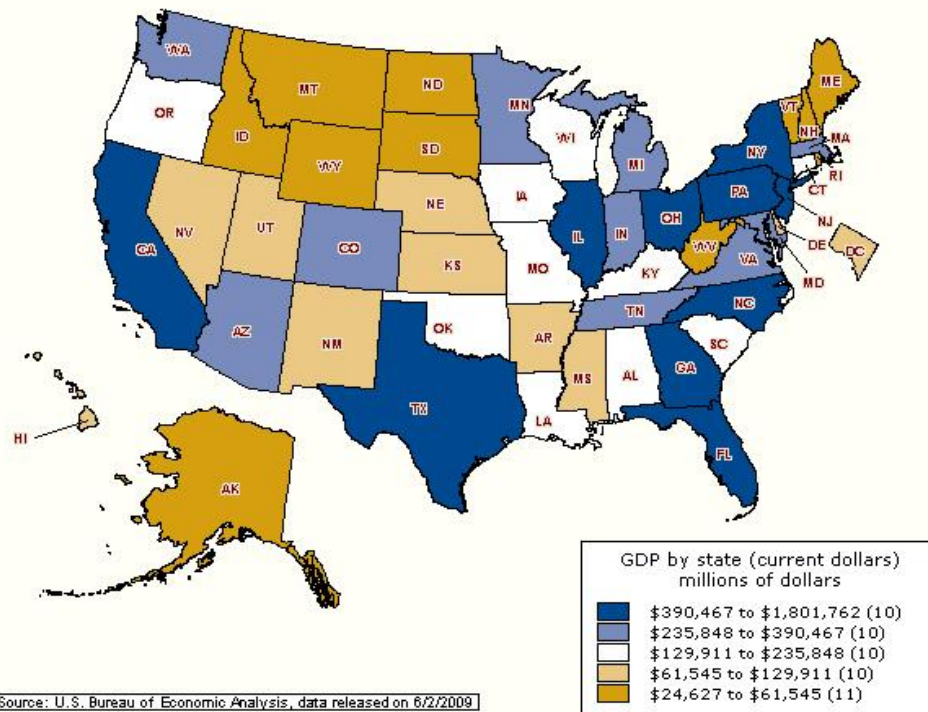 WA
MT
ND
MN
ME
VT
NH
MA
OR
ID
WY
SD
WI
MI
NY
RI
CT
IA
NE
PA
NJ
NV
UT
CO
IL
IN
OH
DE
DC
CA
KS
MO
WV
VA
KY
MD
AZ
NM
OK
AR
TN
NC
SC
MS
AL
GA
TX
LA
FL
HI
AK
GDP by state (current dollars)
millions of dollars
$390,467 to $1,801,762 (10)
$235,848 to $390,467 (10)
$129,911 to $235,848 (10)
$61,545 to $129,911 (10)
$24,627 to $61,545 (11)
Source: U.S. Bureau of Economic Analysis, data released on 6/2/2009